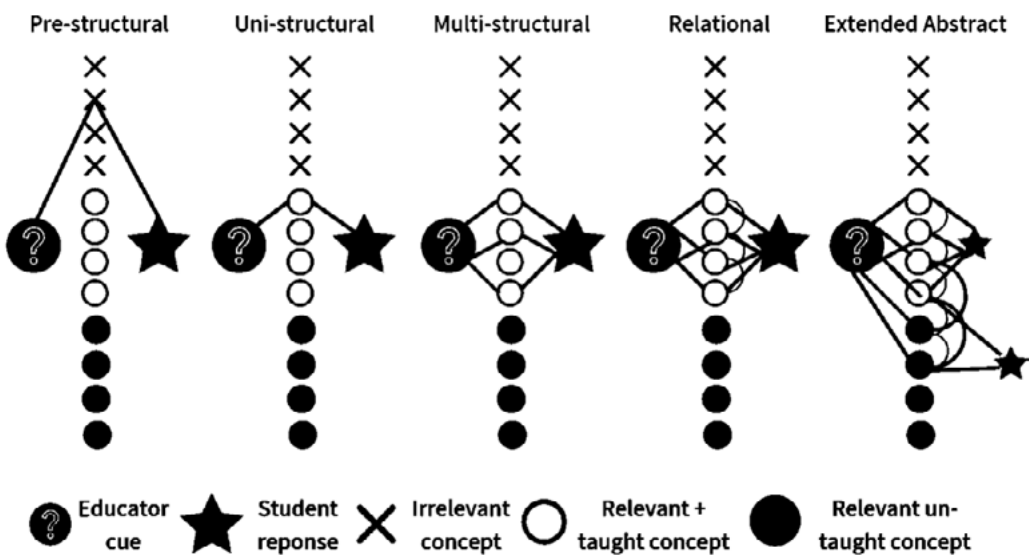 Pre-structural Uni-structural Multi-structural Relational Extended Abstract
? ? ? ? ?
? Educator cue
Student reponse
Irrelevant concept
Relevant + taught concept
Relevant un-taught concept